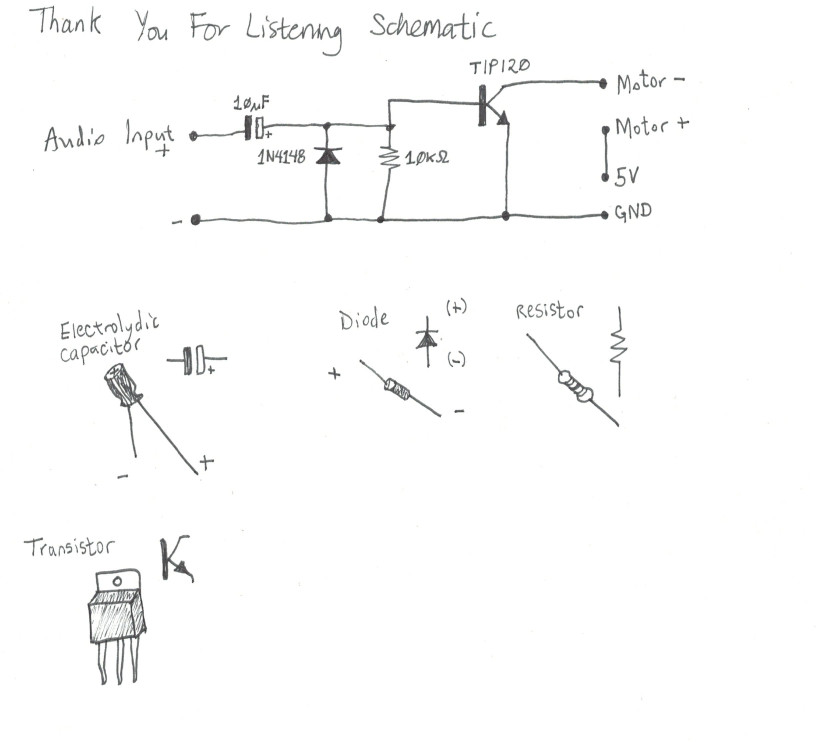 Thank You For Listening Schematic
TIP120
Motor -
10µF
Motor +
Audio Input
+
+
1N4148
10KΩ
5V
-
GND
Electrolydic
Capacitor
+
-
+
Diode
(+)
(-)
+
-
Resistor
Transistor